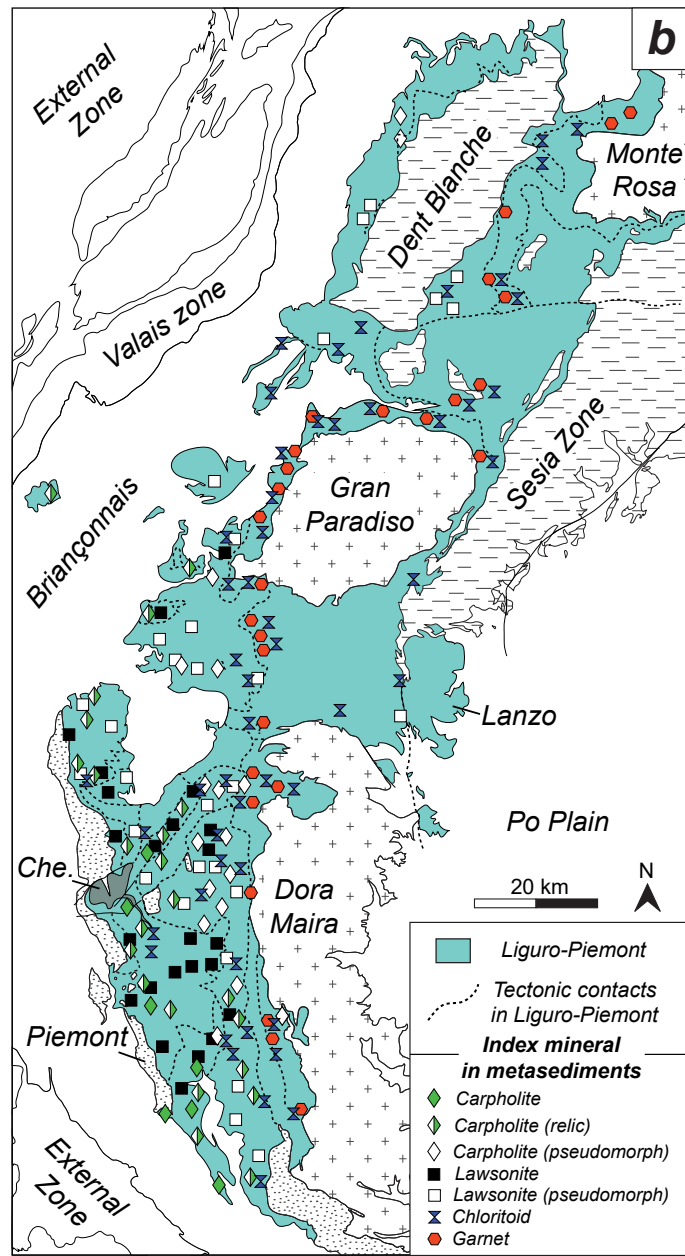 b
External
Zone
Dent Blanche
Monte
Rosa
Valais zone
Sesia Zone
Gran
Paradiso
Briançonnais
Lanzo
Po Plain
Che.
Dora
Maira
20 km
N
Piemont
External
Zone
Liguro-Piemont
Tectonic contacts
in Liguro-Piemont
Index mineral
in metasediments
Carpholite
Carpholite (relic)
Carpholite (pseudomorph)
Lawsonite
Lawsonite (pseudomorph)
Chloritoid
Garnet